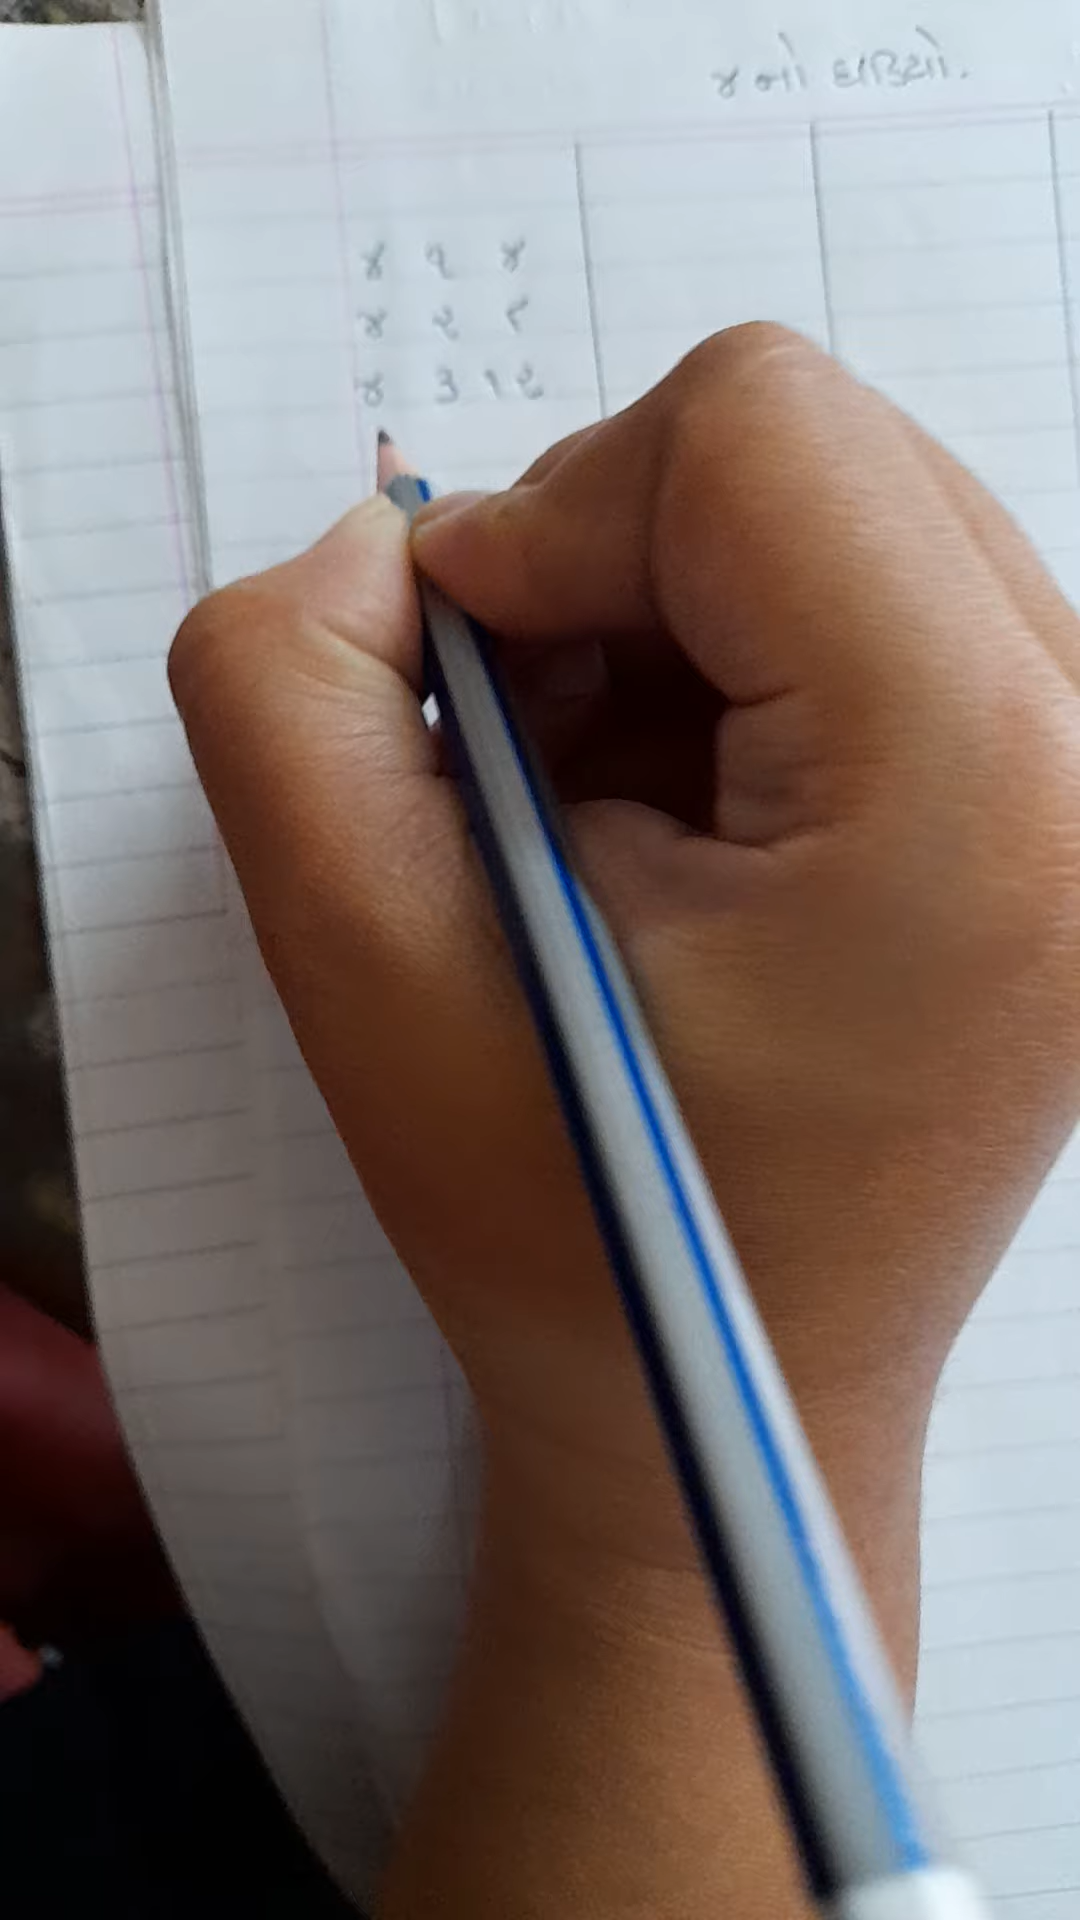 ૪ નો ઘડિયો.
૪ ૧ ૪
૪ ૨ ૮
૪ ૩ ૧૨